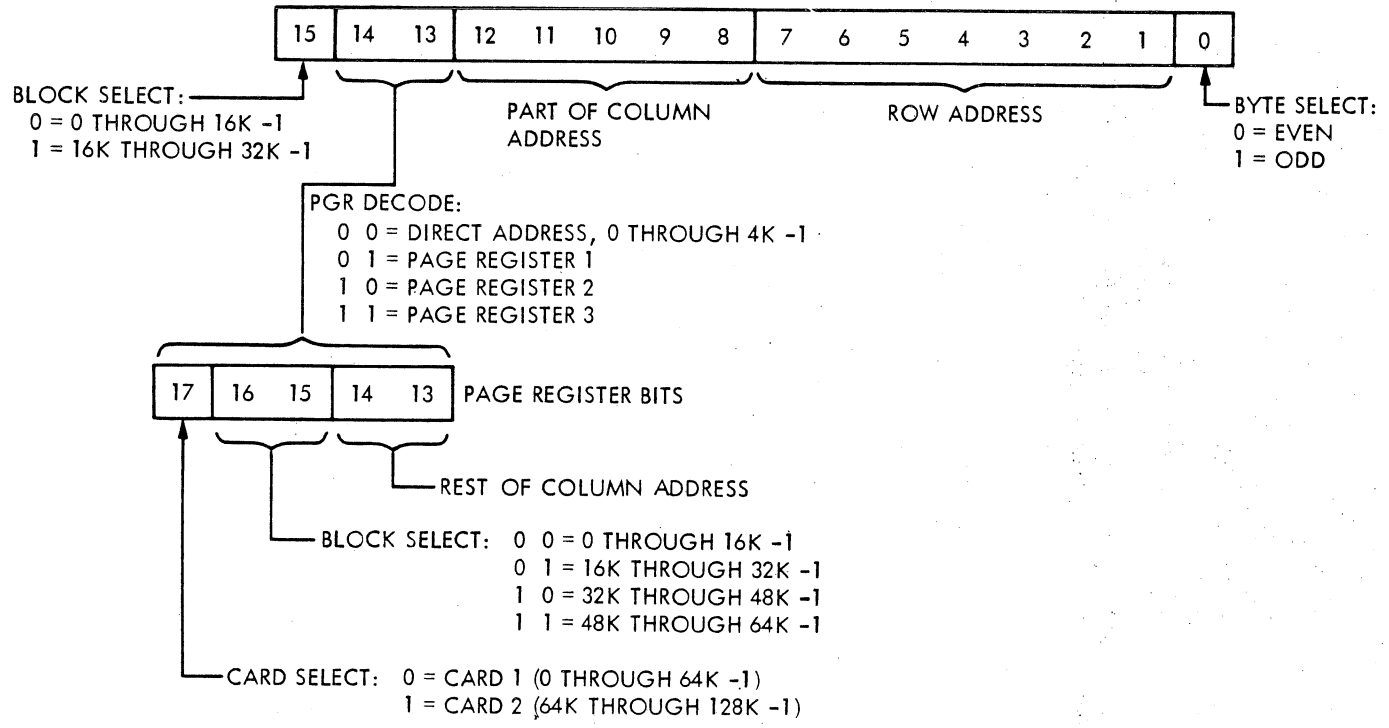 15 14 13 12 11 10 9 8 7 6 5 4 3 2 1 0
BLOCK SELECT:
0 = 0 THROUGH 16K -1
1 = 16K THROUGH 32K -1
PART OF COLUMN
ADDRESS
ROW ADDRESS
BYTE SELECT:
0 = EVEN
1 = ODD
PGR DECODE:
0 0 = DIRECT ADDRESS, 0 THROUGH 4K -1
0 1 = PAGE REGISTER 1
1 0 = PAGE REGISTER 2
1 1 = PAGE REGISTER 3
17 16 15 14 13 PAGE REGISTER BITS
REST OF COLUMN ADDRESS
BLOCK SELECT: 0 0 = 0 THROUGH 16K -1
0 1 = 16K THROUGH 32K -1
1 0 = 32K THROUGH 48K -1
1 1 = 48K THROUGH 64K -1
CARD SELECT: 0 = CARD 1 (0 THROUGH 64K -1)
1 = CARD 2 (64K THROUGH 128K -1)